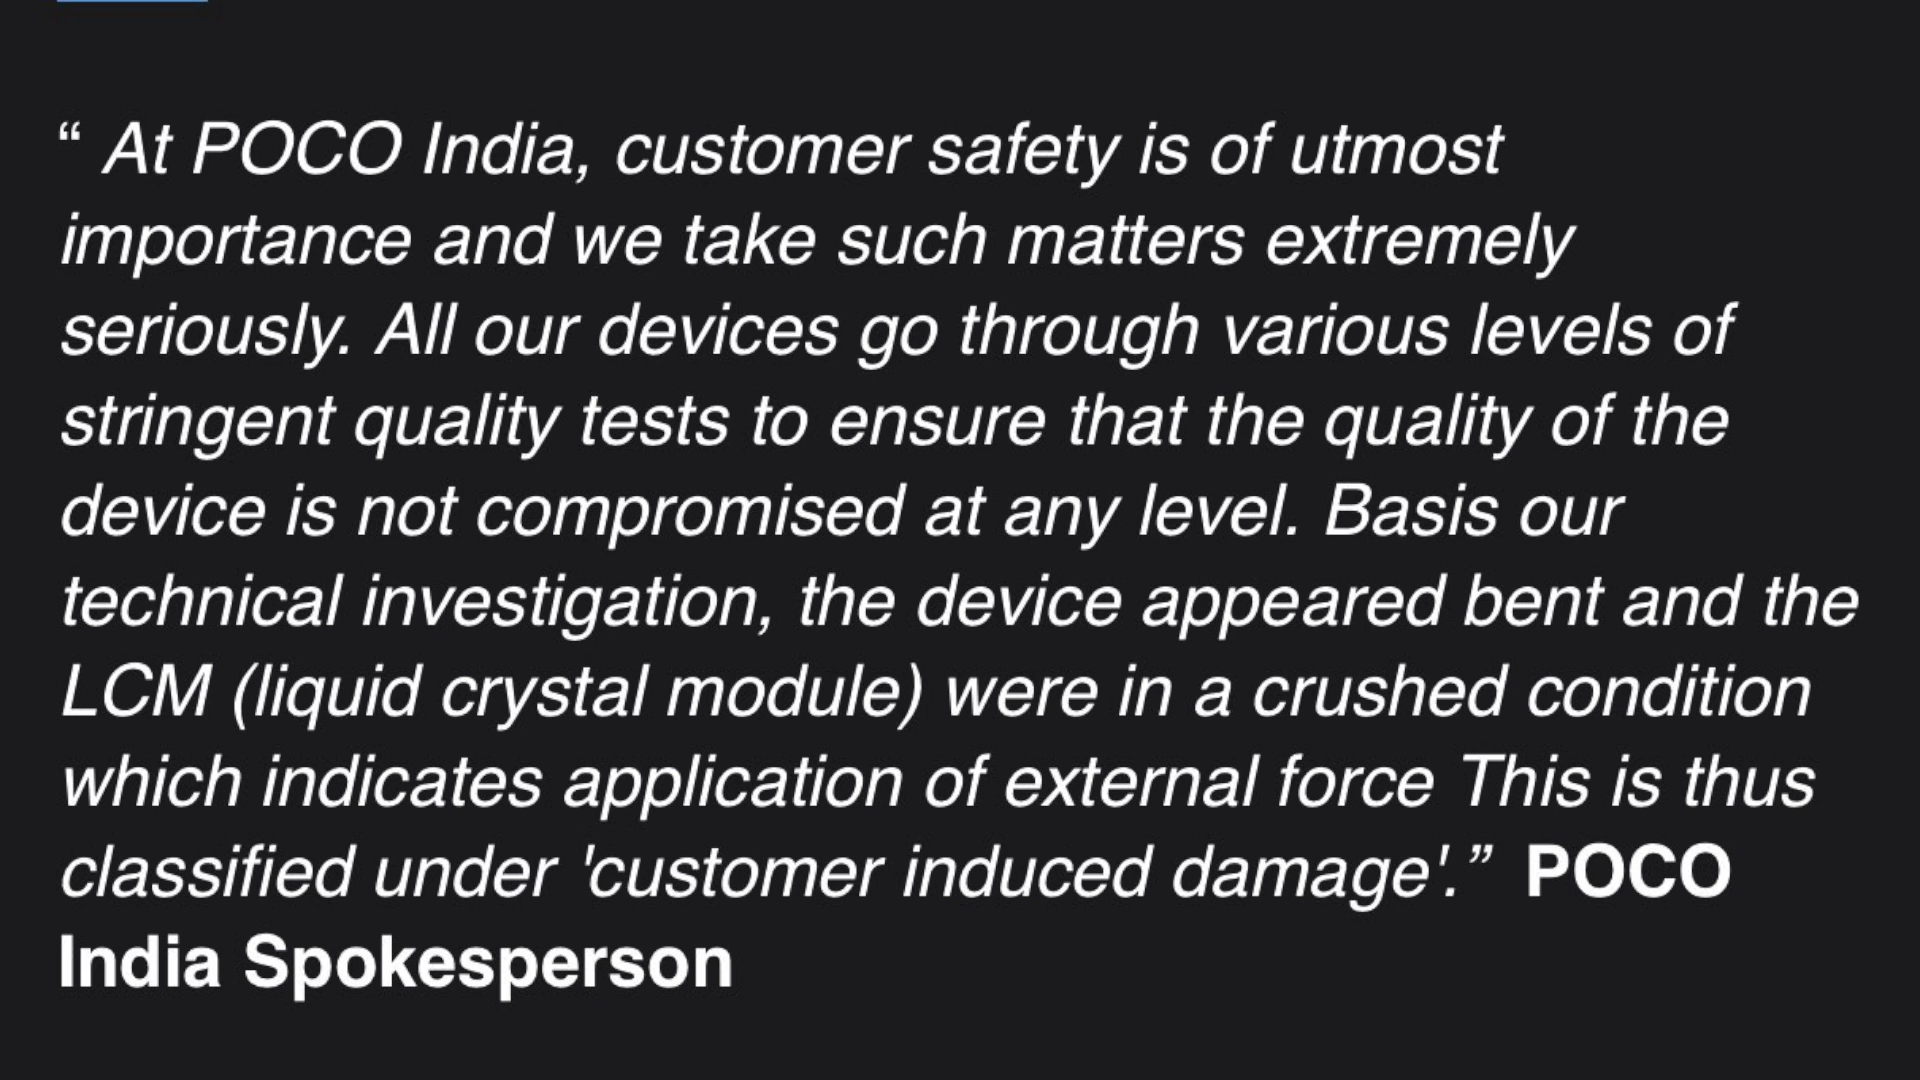 “ At POCO India, customer safety is of utmost
importance and we take such matters extremely
seriously. All our devices go through various levels of
stringent quality tests to ensure that the quality of the
device is not compromised at any level. Basis our
technical investigation, the device appeared bent and the
LCM (liquid crystal module) were in a crushed condition
which indicates application of external force This is thus
classified under 'customer induced damage'.” POCO
India Spokesperson